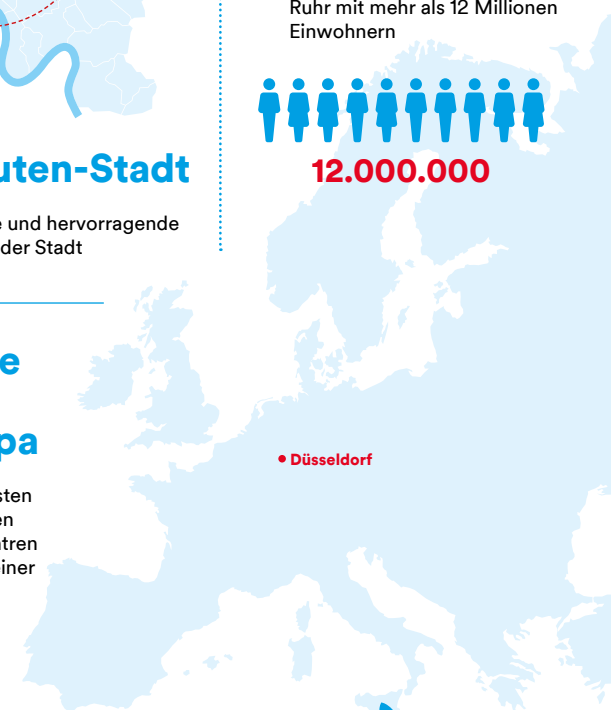 Ruhr mit mehr als 12 Millionen
Einwohnern
12.000.000
uten-Stadt
e und hervorragende
der Stadt
e
pa
sten
en
tren
iner
Düsseldorf